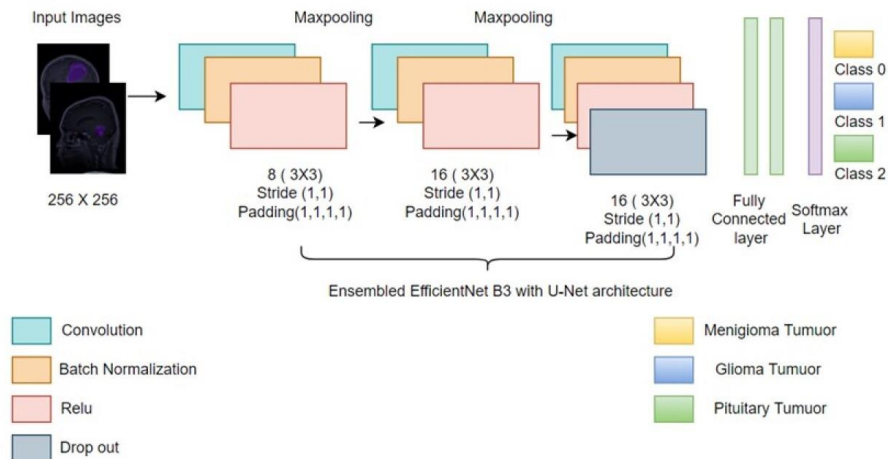 Input Images
Maxpooling
Maxpooling
256 X 256
8 ( 3X3)
Stride (1,1)
Padding(1,1,1,1)
16 ( 3X3)
Stride (1,1)
Padding(1,1,1,1)
16 ( 3X3)
Stride (1,1)
Padding(1,1,1,1)
Fully
Connected
layer
Softmax
Layer
Class 0
Class 1
Class 2
Ensembled EfficientNet B3 with U-Net architecture
Convolution
Batch Normalization
Relu
Drop out
Menigioma Tumuor
Glioma Tumuor
Pituitary Tumuor